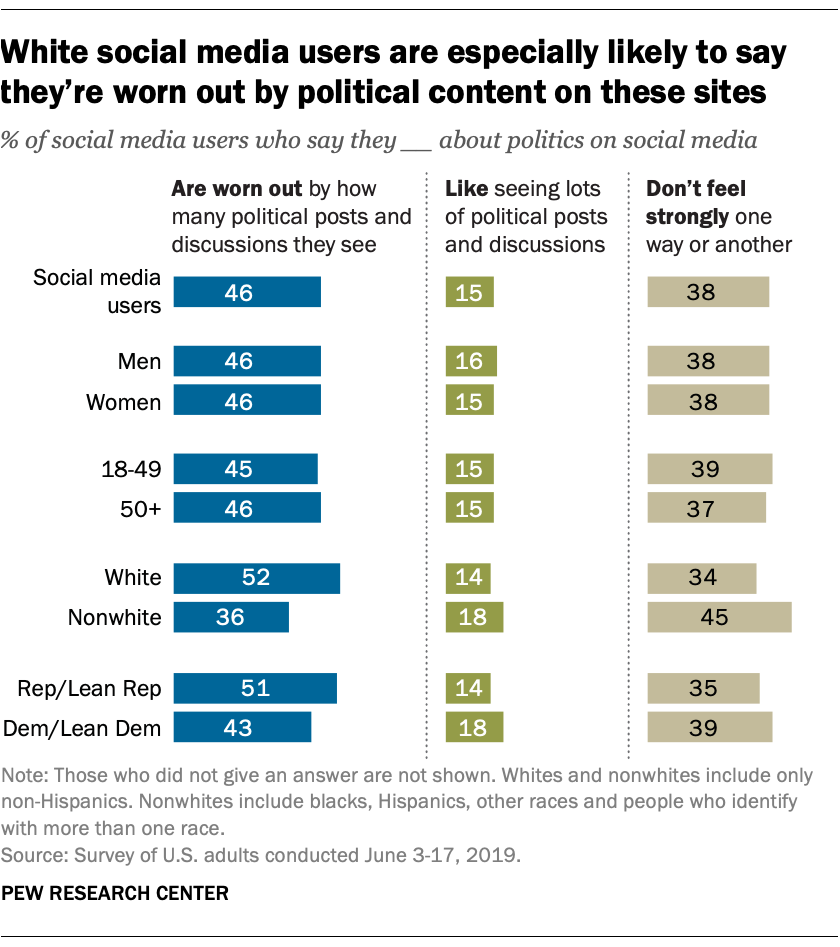 White social media users are especially likely to say
they’re worn out by political content on these sites
% of social media users who say they __ about politics on social media
Are worn out by how
many political posts and
discussions they see
Like seeing lots
of political posts
and discussions
Don’t feel
strongly one
way or another
Social media
users
46
15
38
Men
46
16
38
Women
46
15
38
18-49
45
15
39
50+
46
15
37
White
52
14
34
Nonwhite
36
18
45
Rep/Lean Rep
51
14
35
Dem/Lean Dem
43
18
39
Note: Those who did not give an answer are not shown. Whites and nonwhites include only
non-Hispanics. Nonwhites include blacks, Hispanics, other races and people who identify
with more than one race.
Source: Survey of U.S. adults conducted June 3-17, 2019.
PEW RESEARCH CENTER